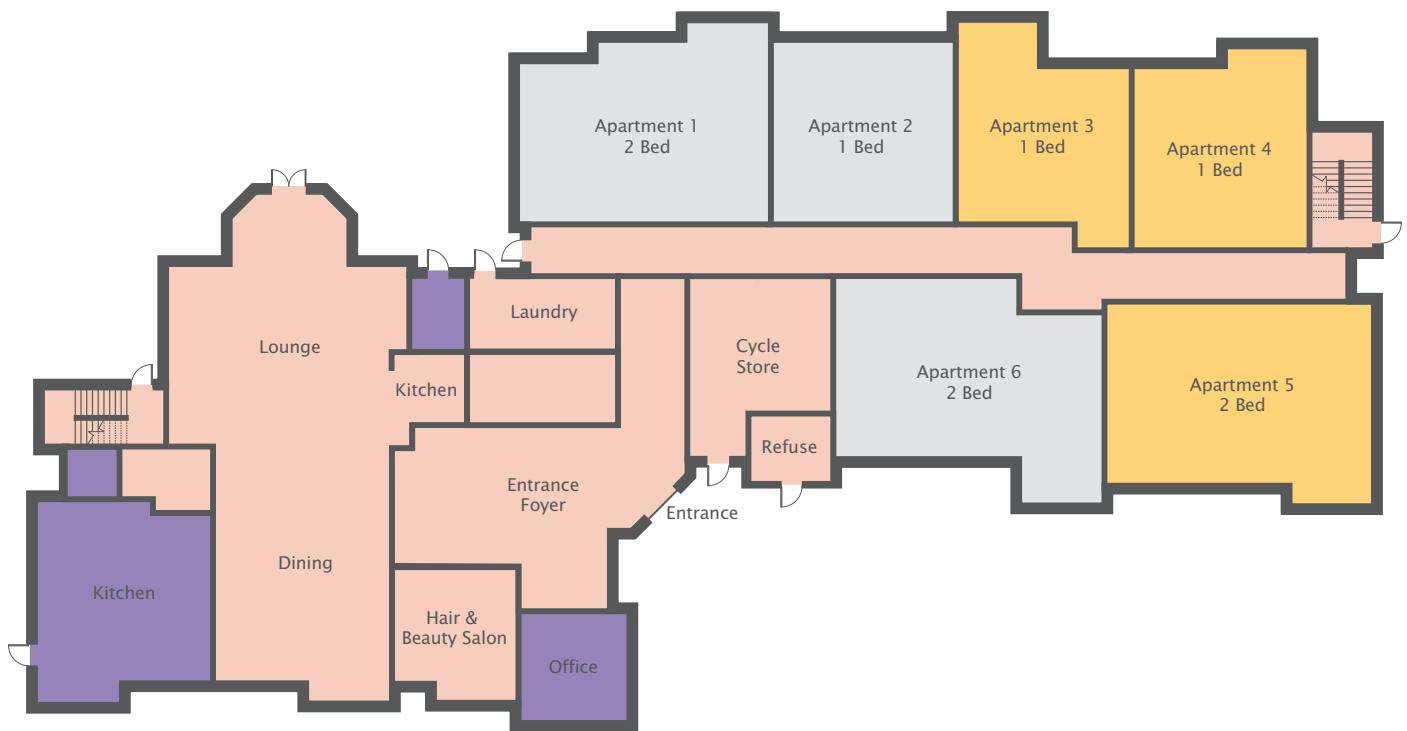 Apartment 1
2 Bed
Apartment 2
1 Bed
Apartment 3
1 Bed
Apartment 4
1 Bed
Laundry
Lounge
Cycle
Store
Kitchen
Apartment 6
2 Bed
Apartment 5
2 Bed
Refuse
Entrance
Foyer
Entrance
Dining
Kitchen
Hair &
Beauty Salon
Office